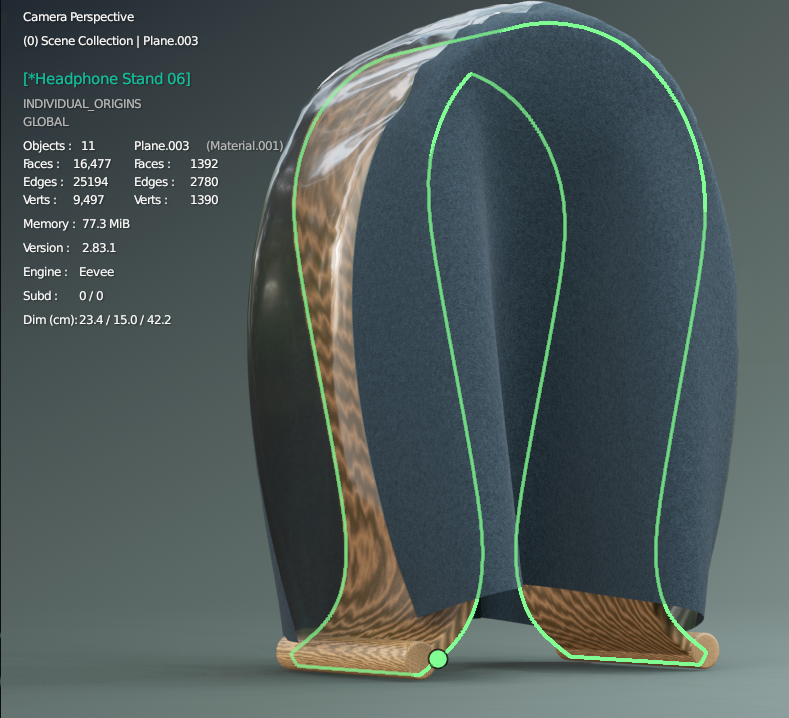 Camera Perspective
(0) Scene Collection | Plane.003
[*Headphone Stand 06]
INDIVIDUAL_ORIGINS
GLOBAL
Objects : 11 Plane.003 (Material.001)
Faces : 16,477 Faces : 1392
Edges : 25194 Edges : 2780
Verts : 9,497 Verts : 1390
Memory : 77.3 MiB
Version : 2.83.1
Engine : Eevee
Subd : 0 / 0
Dim (cm): 23.4 / 15.0 / 42.2